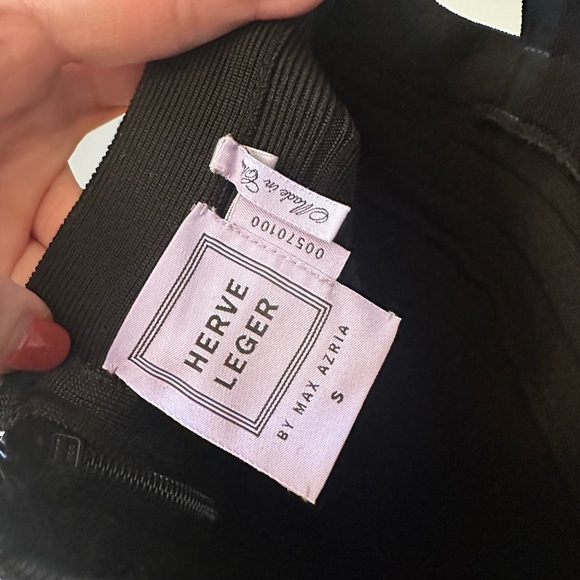 HERVE
LEGER
BY MAX AZRIA
S
00570100
Made in